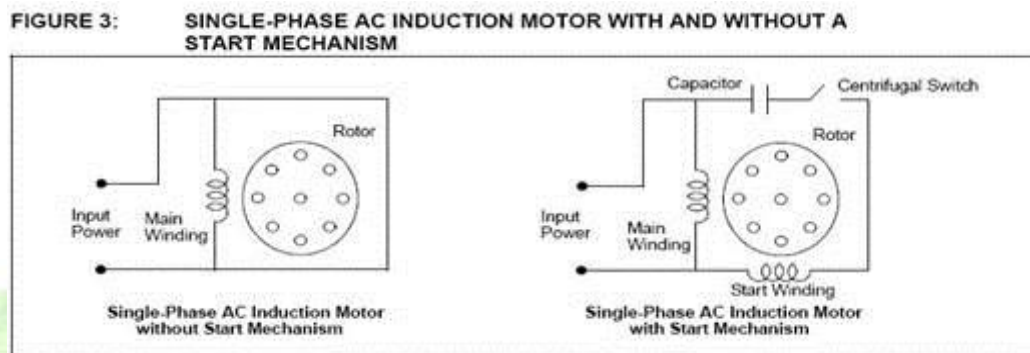 FIGURE 3: SINGLE-PHASE AC INDUCTION MOTOR WITH AND WITHOUT A
START MECHANISM
Rotor
Input
Power
Main
Winding
Single-Phase AC Induction Motor
without Start Mechanism
Capacitor
Centrifugal Switch
Rotor
Input
Power
Main
Winding
Start Winding
Single-Phase AC Induction Motor
with Start Mechanism